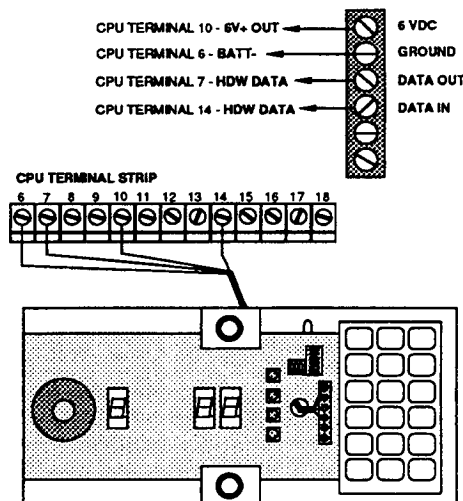 CPU TERMINAL 10 - 6V+ OUT 6 VDC
CPU TERMINAL 6 - BATT- GROUND
CPU TERMINAL 7 - HDW DATA DATA OUT
CPU TERMINAL 14 - HDW DATA DATA IN
CPU TERMINAL STRIP
6 7 8 9 10 11 12 13 14 15 16 17 18